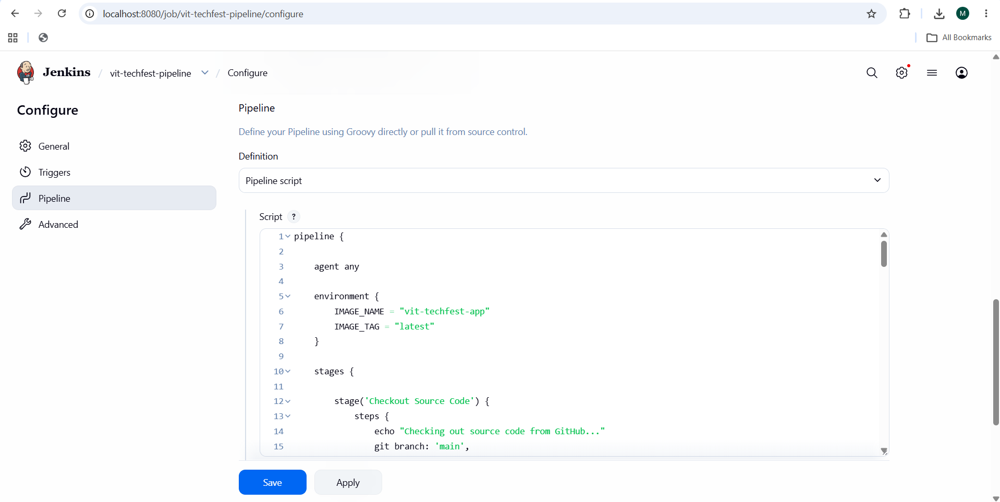 localhost:8080/job/vit-techfest-pipeline/configure
M
All Bookmarks
Jenkins / vit-techfest-pipeline / Configure
Configure
General
Triggers
Pipeline
Advanced
Pipeline
Define your Pipeline using Groovy directly or pull it from source control.
Definition
Pipeline script
Script ?
1 pipeline {
2
3     agent any
4
5     environment {
6         IMAGE_NAME = "vit-techfest-app"
7         IMAGE_TAG = "latest"
8     }
9
10     stages {
11
12         stage('Checkout Source Code') {
13             steps {
14                 echo "Checking out source code from GitHub..."
15                 git branch: 'main',
Save
Apply